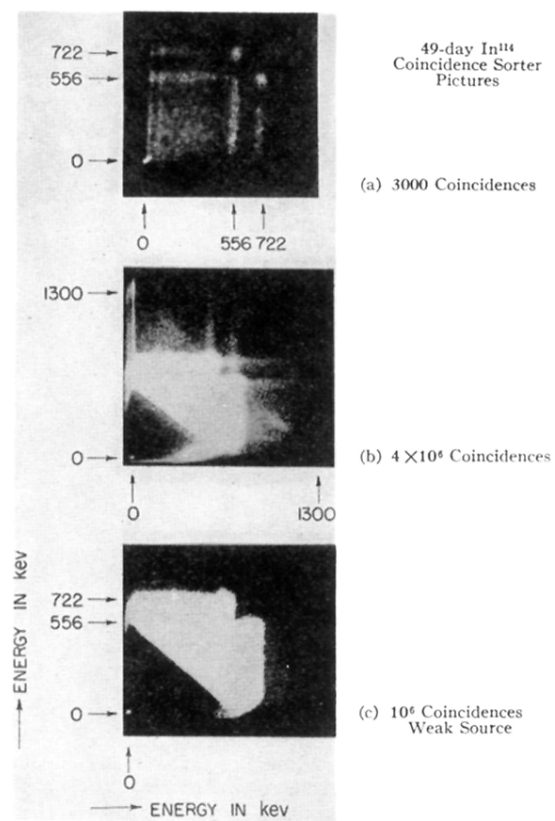 49-day In¹¹⁴
Coincidence Sorter
Pictures
722
556
0
(a) 3000 Coincidences
0 556 722
1300
(b) 4×10⁶ Coincidences
0
0 1300
722
556
(c) 10⁶ Coincidences
Weak Source
0
0
ENERGY IN kev
ENERGY IN kev